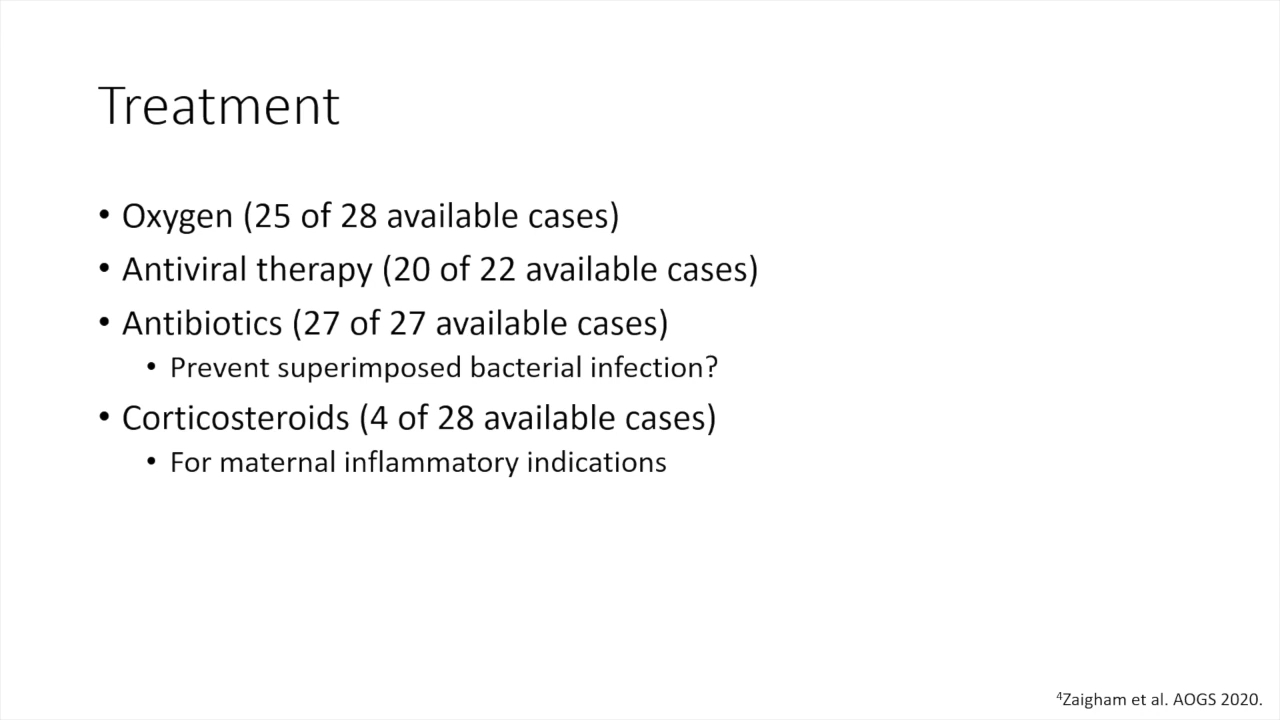 Treatment
• Oxygen (25 of 28 available cases)
• Antiviral therapy (20 of 22 available cases)
• Antibiotics (27 of 27 available cases)
• Prevent superimposed bacterial infection?
• Corticosteroids (4 of 28 available cases)
• For maternal inflammatory indications
⁴Zaigham et al. AOGS 2020.